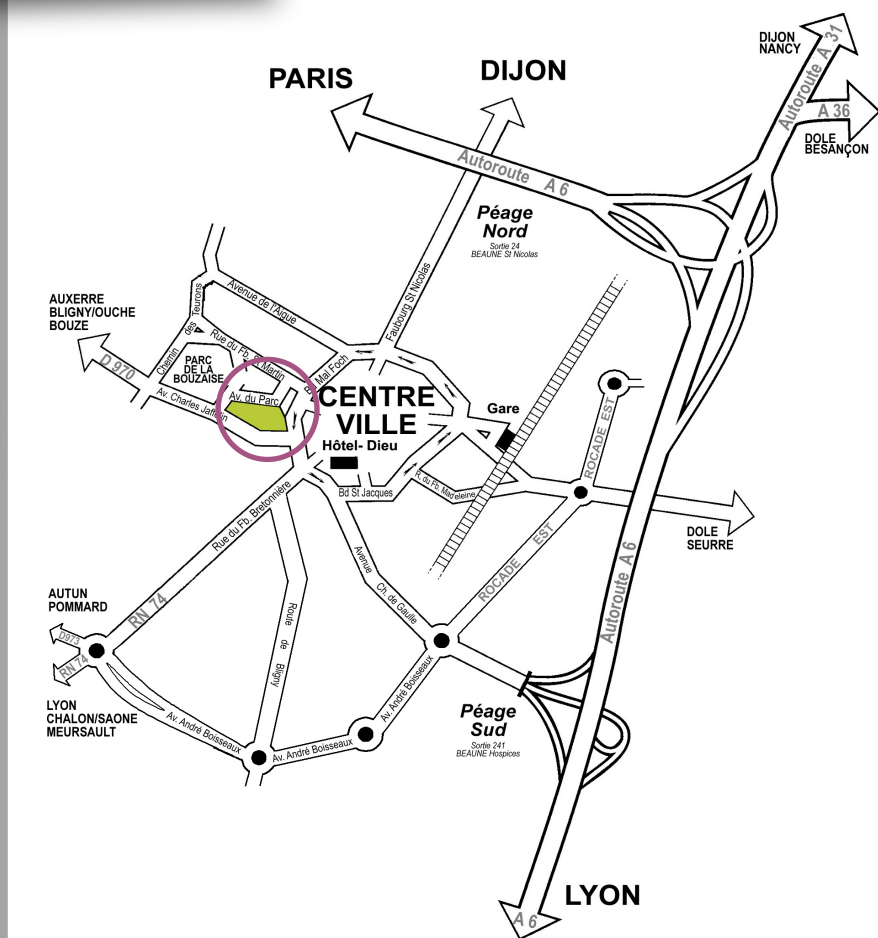 DIJON
NANCY
Autoroute A 31
PARIS
DIJON
A 36
DOLE
BESANÇON
Autoroute A 6
Péage
Nord
Sortie 24
BEAUNE St Nicolas
Faubourg St Nicolas
Avenue de l'Aigue
AUXERRE
BLIGNY/OUCHE
BOUZE
D 970
Chemin des Teurons
Rue du Fb. St Martin
PARC
DE LA
BOUZAISE
Bd Mal Foch
Av. du Parc
Av. Charles Jaffelin
CENTRE
VILLE
Hôtel- Dieu
Gare
ROCADE EST
Bd St Jacques
R. du Fb. Madeleine
Rue du Fb. Bretonnière
DOLE
SEURRE
ROCADE EST
Avenue Ch. de Gaulle
Autoroute A 6
AUTUN
POMMARD
RN 74
D973
RN 74
Route de Bligny
LYON
CHALON/SAONE
MEURSAULT
Av. André Boisseaux
Av. André Boisseaux
Av. André Boisseaux
Péage
Sud
Sortie 241
BEAUNE Hospices
LYON
A 6